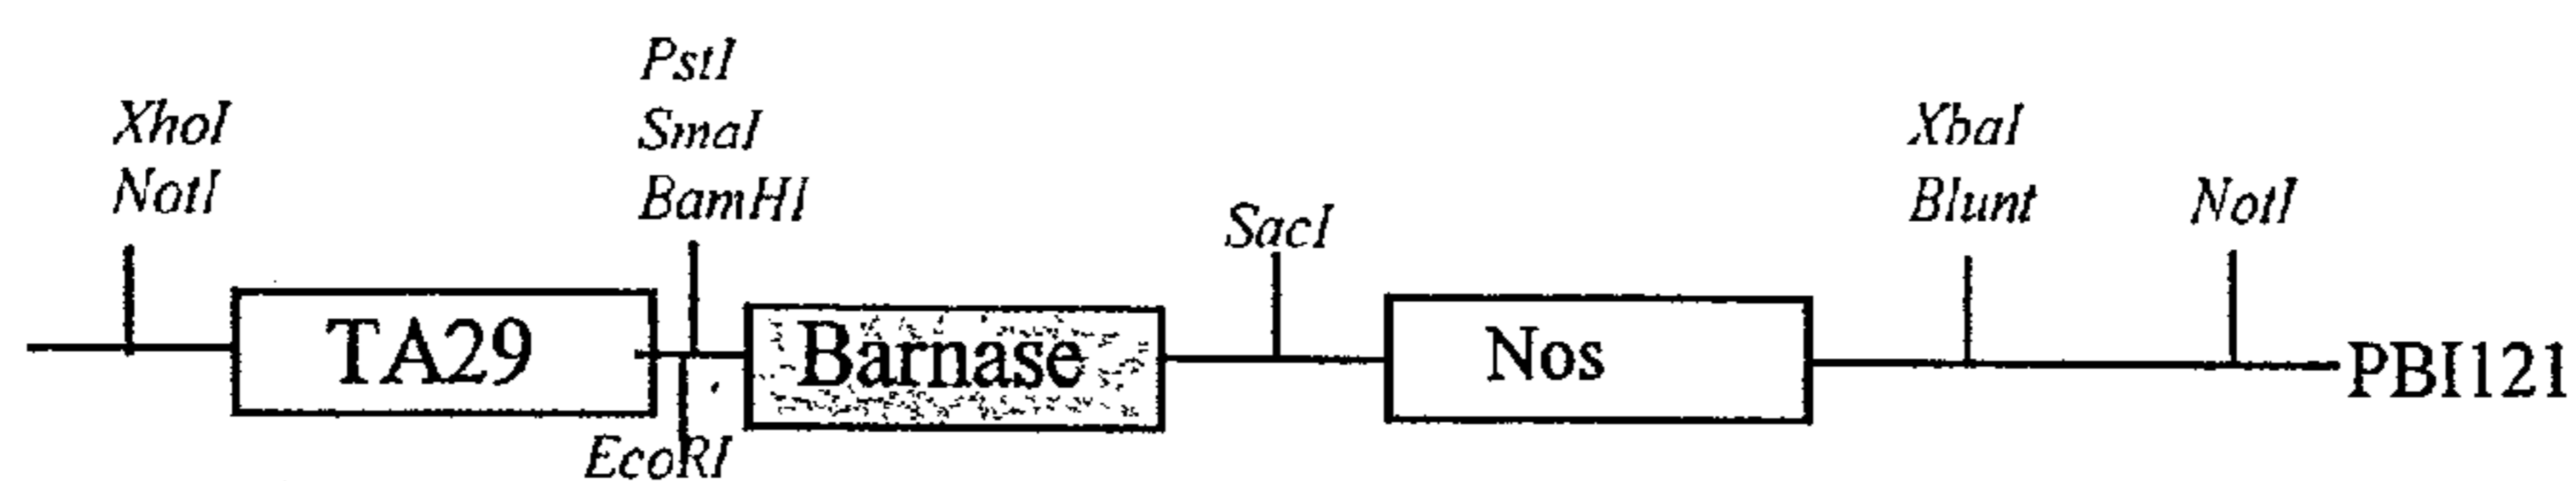 PstI
SmaI
BamHI
XhoI
NotI
SacI
XbaI
Blunt
NotI
TA29
Barnase
Nos
PBI121
EcoRI